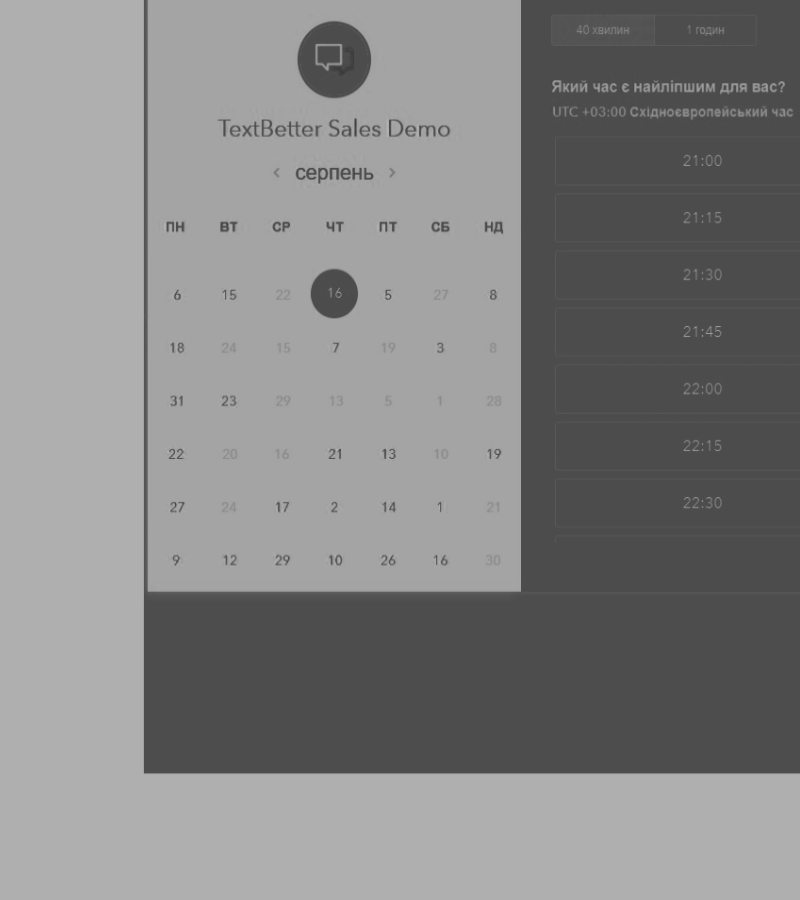 TextBetter Sales Demo
‹ серпень ›
ПН ВТ СР ЧТ ПТ СБ НД
6 15 22 16 5 27 8
18 24 15 7 19 3 8
31 23 29 13 5 1 28
22 20 16 21 13 10 19
27 24 17 2 14 1 21
9 12 29 10 26 16 30
40 хвилин 1 годин
Який час є найліпшим для вас?
UTC +03:00 Східноєвропейський час
21:00
21:15
21:30
21:45
22:00
22:15
22:30